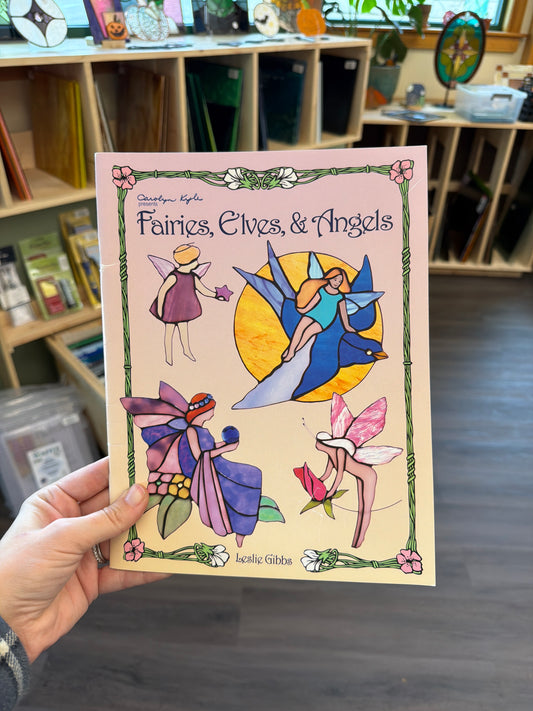 Carolyn Kyle
presents
Fairies, Elves, & Angels
Leslie Gibbs